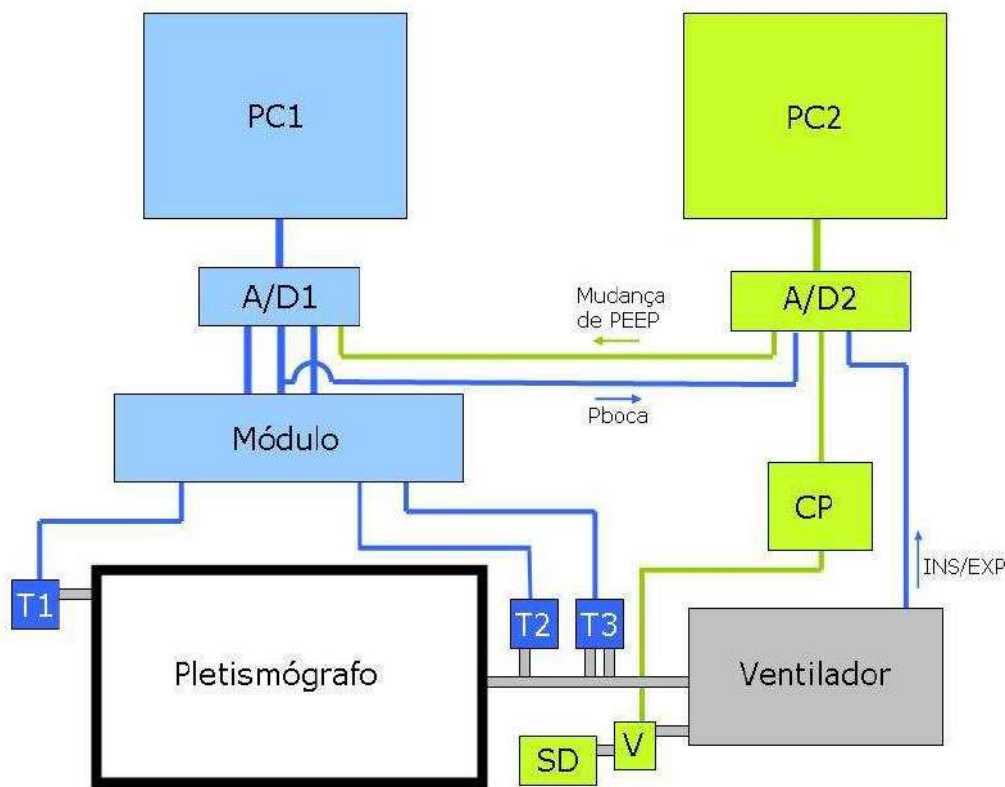 PC1
PC2
A/D1
Mudança
de PEEP
A/D2
Pboca
Módulo
CP
INS/EXP
T1
T2
T3
Pletismógrafo
Ventilador
V
SD